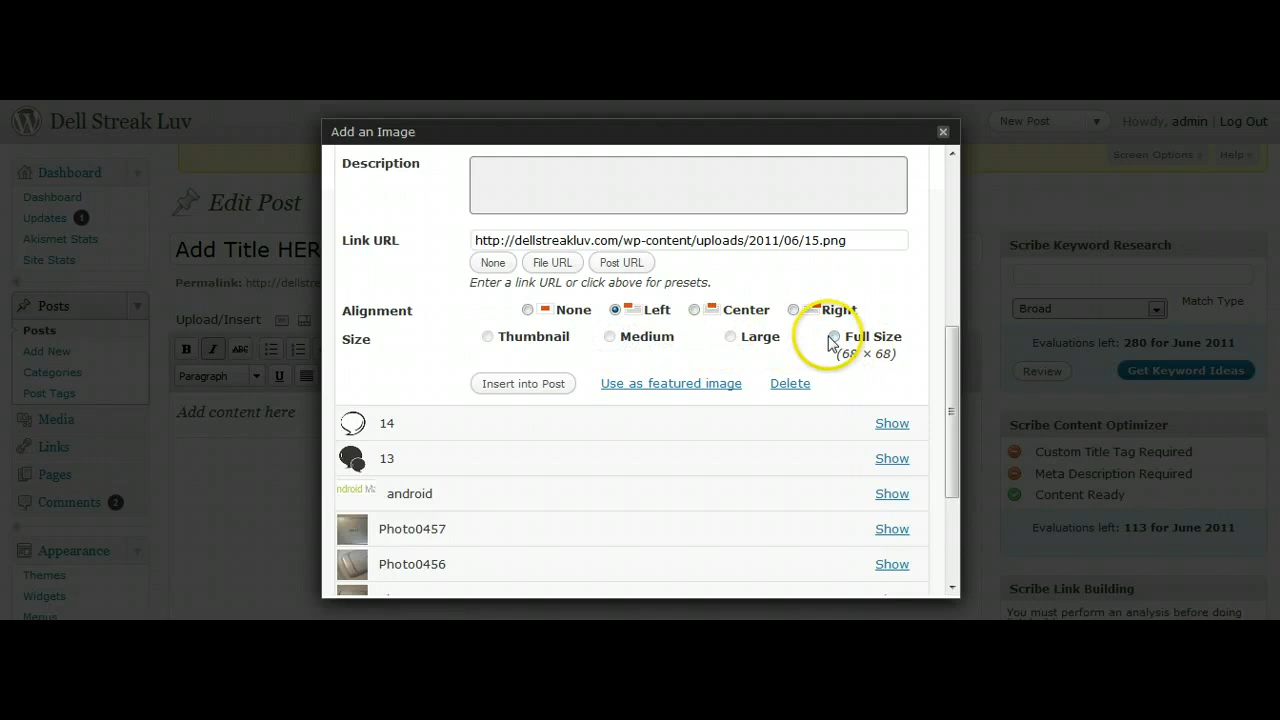 Dell Streak Luv
New Post
Howdy, admin | Log Out
Add an Image
Screen Options
Help
Dashboard
Dashboard
Updates 1
Akismet Stats
Site Stats
Posts
Posts
Add New
Categories
Post Tags
Media
Links
Pages
Comments 2
Appearance
Themes
Widgets
Menus
Edit Post
Add Title HER
Permalink: http://dellstre
Upload/Insert
B I ABC
Paragraph U
Add content here
Description
Link URL http://dellstreakluv.com/wp-content/uploads/2011/06/15.png
None File URL Post URL
Enter a link URL or click above for presets.
Alignment None Left Center Right
Size Thumbnail Medium Large Full Size
(68 × 68)
Insert into Post Use as featured image Delete
14 Show
13 Show
android Show
Photo0457 Show
Photo0456 Show
Scribe Keyword Research
Broad Match Type
Evaluations left: 280 for June 2011
Review Get Keyword Ideas
Scribe Content Optimizer
Custom Title Tag Required
Meta Description Required
Content Ready
Evaluations left: 113 for June 2011
Scribe Link Building
You must perform an analysis before doing